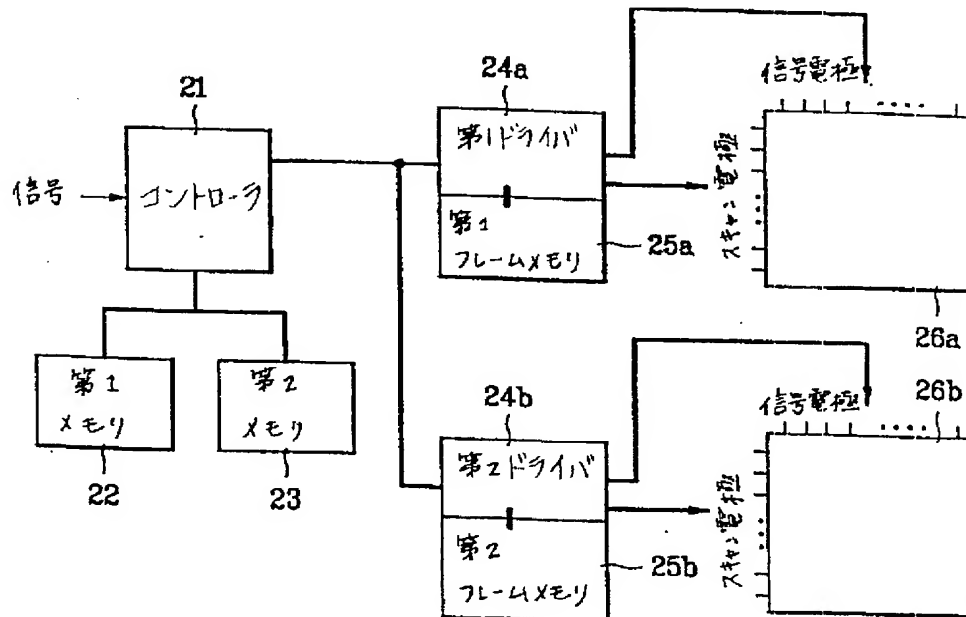 21
信号
コントローラ
第1
メモリ
22
第2
メモリ
23
24a
第1ドライバ
第1
フレームメモリ
25a
信号電極
スキャン電極
26a
24b
第2ドライバ
第2
フレームメモリ
25b
信号電極
スキャン電極
26b